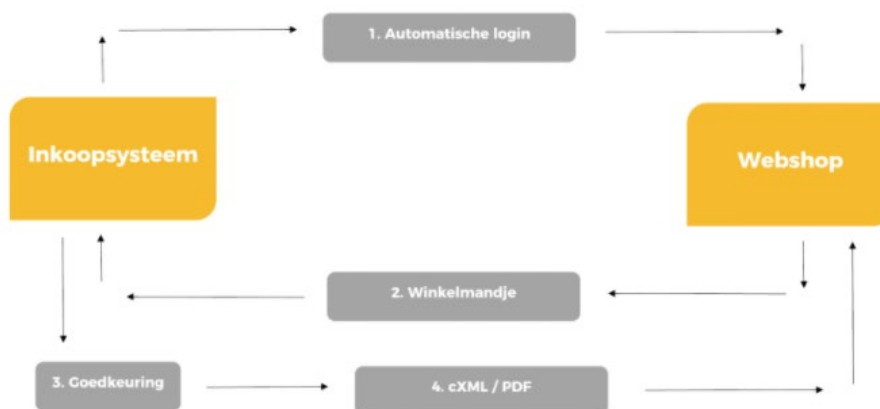 1. Automatische login
Inkoopsysteem
Webshop
2. Winkelmandje
3. Goedkeuring
4. cXML / PDF